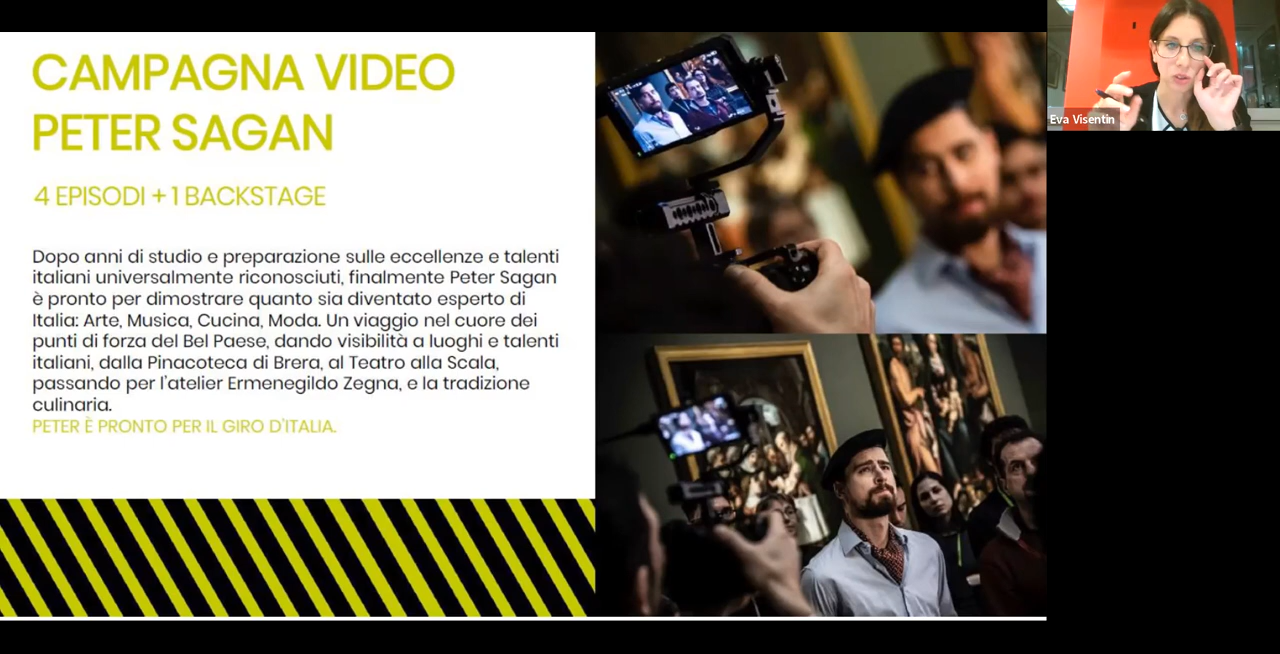 CAMPAGNA VIDEO
PETER SAGAN
4 EPISODI + 1 BACKSTAGE
Dopo anni di studio e preparazione sulle eccellenze e talenti
italiani universalmente riconosciuti, finalmente Peter Sagan
è pronto per dimostrare quanto sia diventato esperto di
Italia: Arte, Musica, Cucina, Moda. Un viaggio nel cuore dei
punti di forza del Bel Paese, dando visibilità a luoghi e talenti
italiani, dalla Pinacoteca di Brera, al Teatro alla Scala,
passando per l'atelier Ermenegildo Zegna, e la tradizione
culinaria.
PETER È PRONTO PER IL GIRO D'ITALIA.
Eva Visentin